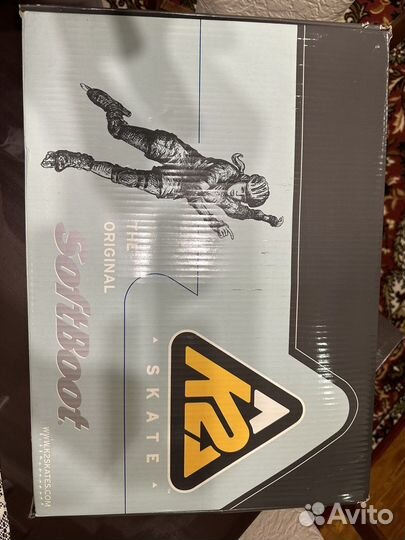 THE
ORIGINAL
SoftBoot
WWW.K2SKATES.COM
K2
SKATE
Avito